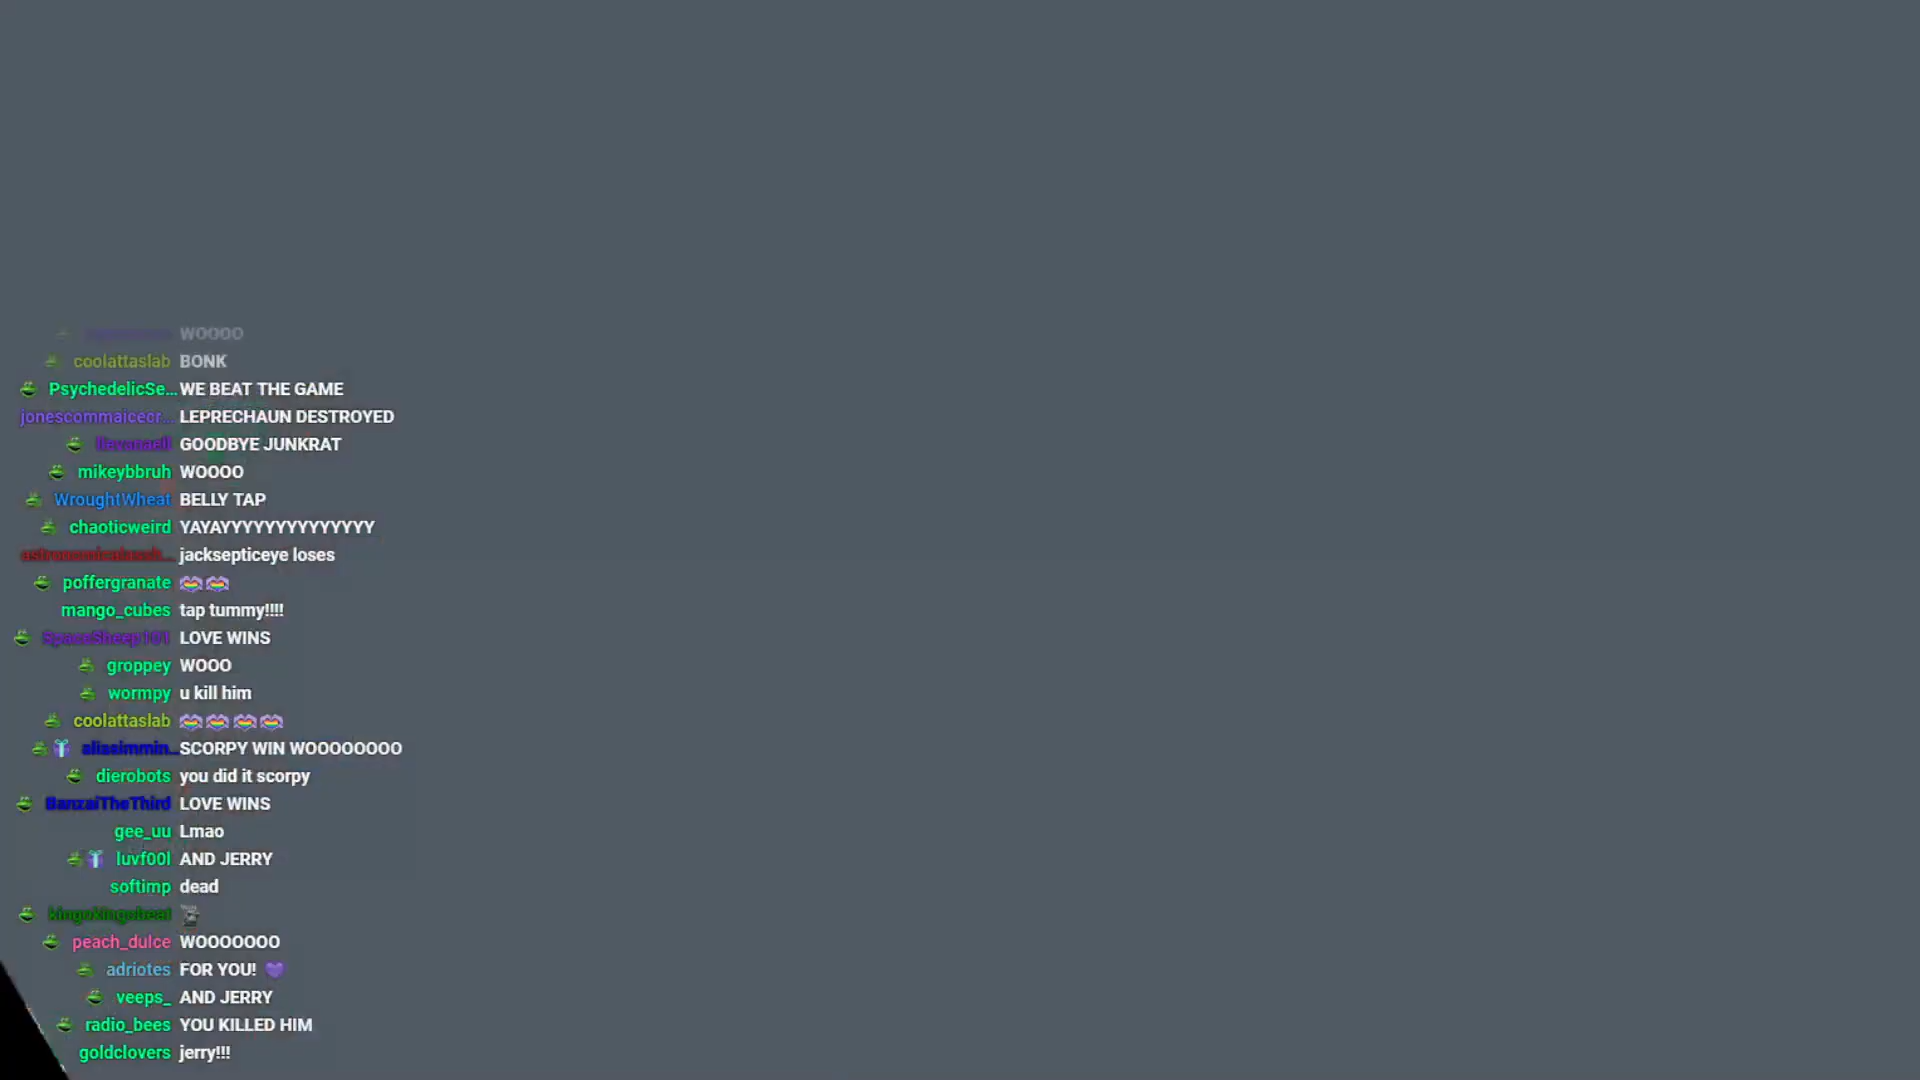 WOOOO
coolattaslab BONK
PsychedelicSe... WE BEAT THE GAME
jonescommaicecr... LEPRECHAUN DESTROYED
GOODBYE JUNKRAT
mikeybbruh WOOOO
WroughtWheat BELLY TAP
chaoticweird YAYAYYYYYYYYYYYYYY
jacksepticeye loses
poffergranate
mango_cubes tap tummy!!!!
SpaceSheep101 LOVE WINS
groppey WOOO
wormpy u kill him
coolattaslab
SCORPY WIN WOOOOOOOO
dierobots you did it scorpy
BanzaiTheThird LOVE WINS
gee_uu Lmao
luvf00l AND JERRY
softimp dead
peach_dulce WOOOOOOO
adriotes FOR YOU!
veeps_ AND JERRY
radio_bees YOU KILLED HIM
goldclovers jerry!!!